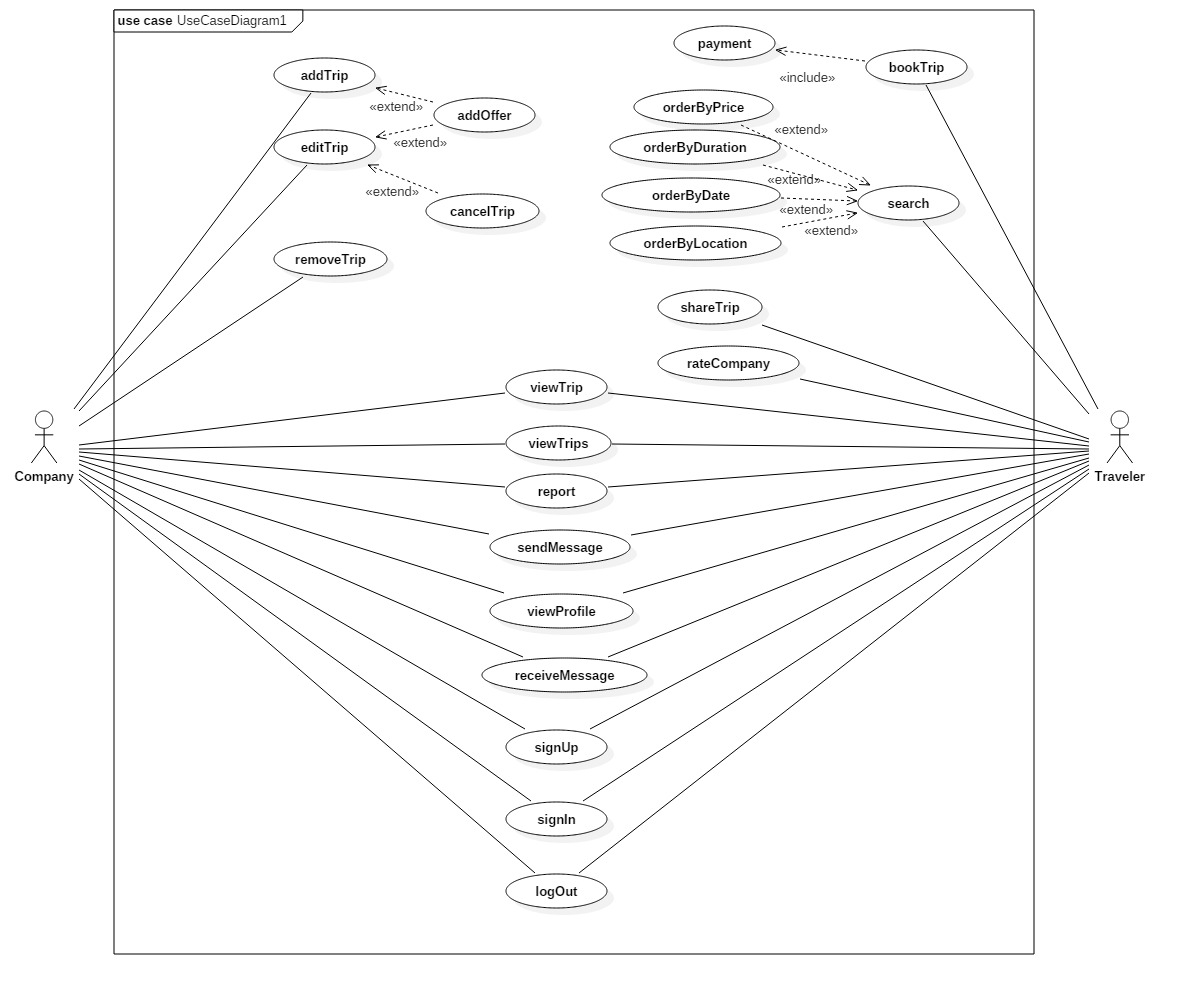 use case UseCaseDiagram1
payment
bookTrip
«include»
addTrip
«extend»
addOffer
orderByPrice
«extend»
editTrip
«extend»
orderByDuration
«extend»
«extend»
cancelTrip
orderByDate
search
«extend»
«extend»
orderByLocation
removeTrip
shareTrip
rateCompany
viewTrip
viewTrips
Company
Traveler
report
sendMessage
viewProfile
receiveMessage
signUp
signIn
logOut